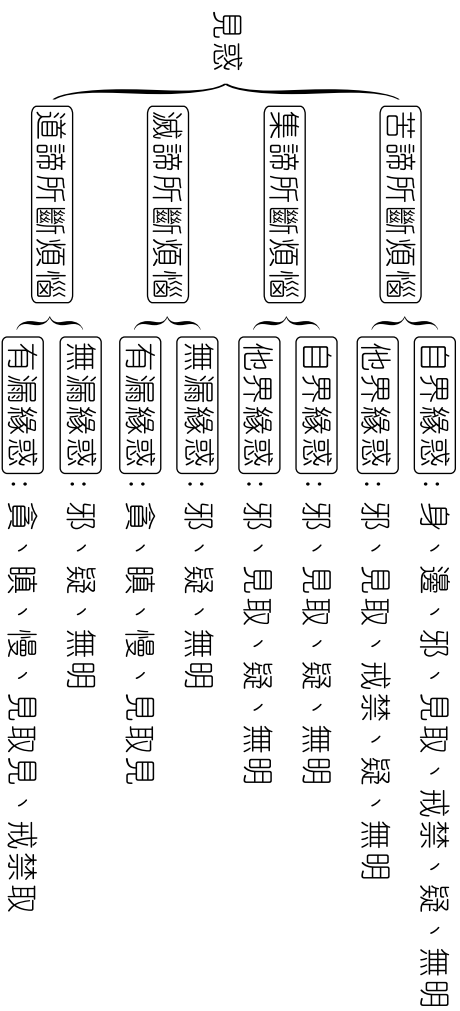 見惑
苦諦所斷煩惱
自界緣惑：身、邊、邪、見取、戒禁、疑、無明
他界緣惑：邪、見取、戒禁、疑、無明
集諦所斷煩惱
自界緣惑：邪、見取、疑、無明
他界緣惑：邪、見取、疑、無明
滅諦所斷煩惱
無漏緣惑：邪、疑、無明
有漏緣惑：貪、瞋、慢、見取見
道諦所斷煩惱
無漏緣惑：邪、疑、無明
有漏緣惑：貪、瞋、慢、見取見、戒禁取